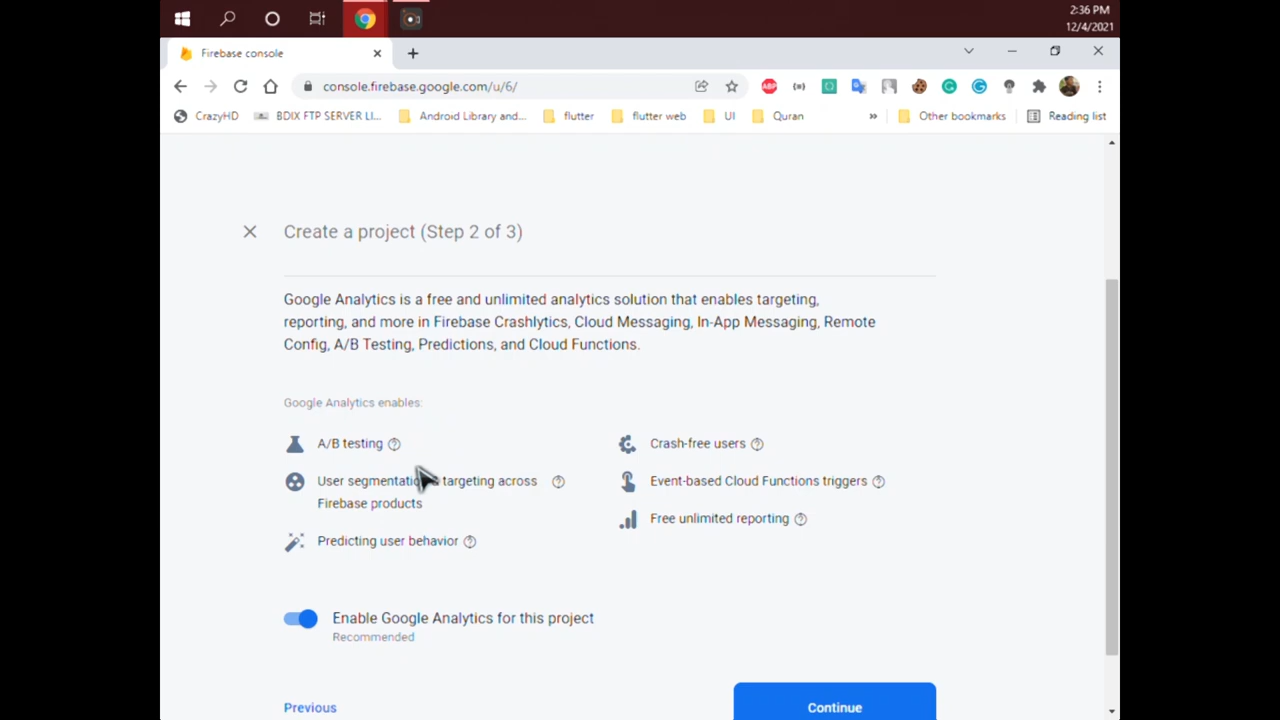 2:36 PM
12/4/2021
Firebase console
console.firebase.google.com/u/6/
ABP
CrazyHD
BDIX FTP SERVER LI...
Android Library and...
flutter
flutter web
UI
Quran
»
Other bookmarks
Reading list
Create a project (Step 2 of 3)
Google Analytics is a free and unlimited analytics solution that enables targeting,
reporting, and more in Firebase Crashlytics, Cloud Messaging, In-App Messaging, Remote
Config, A/B Testing, Predictions, and Cloud Functions.
Google Analytics enables:
A/B testing
Crash-free users
targeting across
Firebase products
Event-based Cloud Functions triggers
Free unlimited reporting
Predicting user behavior
Enable Google Analytics for this project
Recommended
Previous
Continue